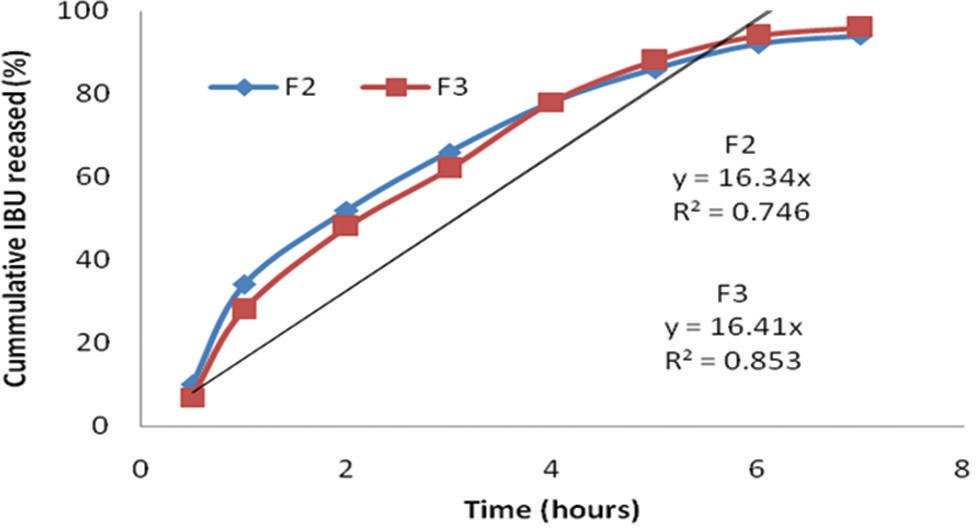 Cummulative IBU reeased (%)
100
80
60
40
20
0
F2 F3
F2
y = 16.34x
R² = 0.746
F3
y = 16.41x
R² = 0.853
0 2 4 6 8
Time (hours)